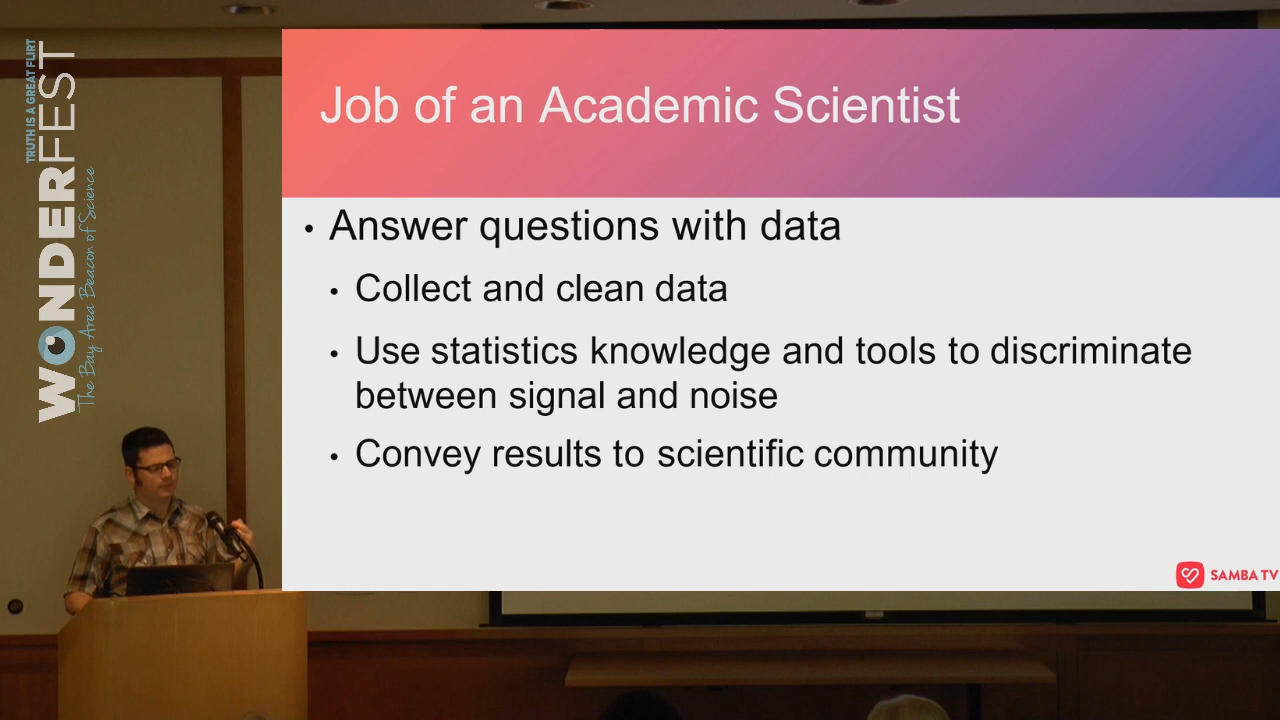 TRUTH IS A GREAT FLIRT
WONDERFEST
The Bay Area Beacon of Science
Job of an Academic Scientist
• Answer questions with data
• Collect and clean data
• Use statistics knowledge and tools to discriminate
between signal and noise
• Convey results to scientific community
SAMBA TV